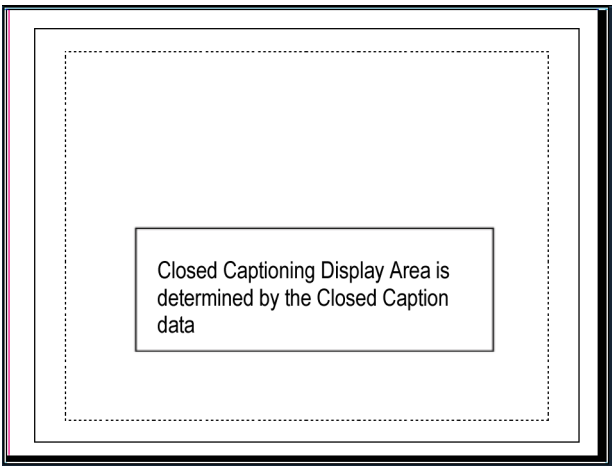 Closed Captioning Display Area is
determined by the Closed Caption
data